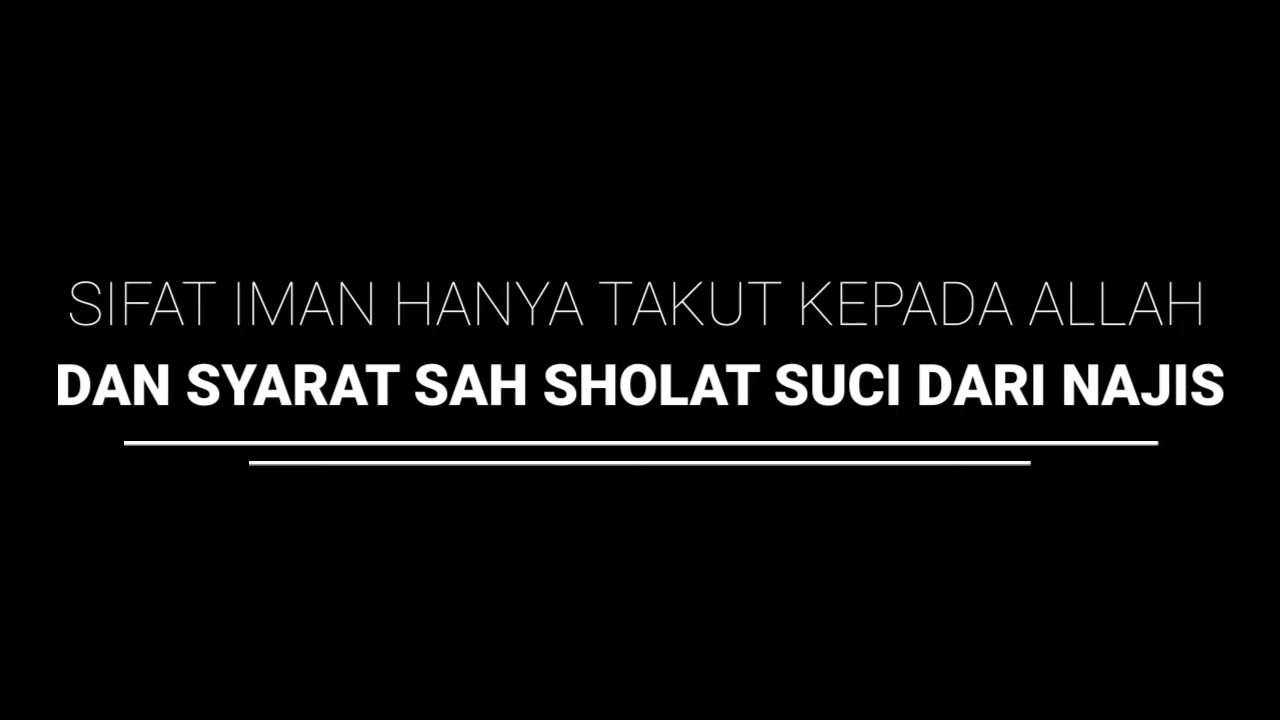 SIFAT IMAN HANYA TAKUT KEPADA ALLAH
DAN SYARAT SAH SHOLAT SUCI DARI NAJIS